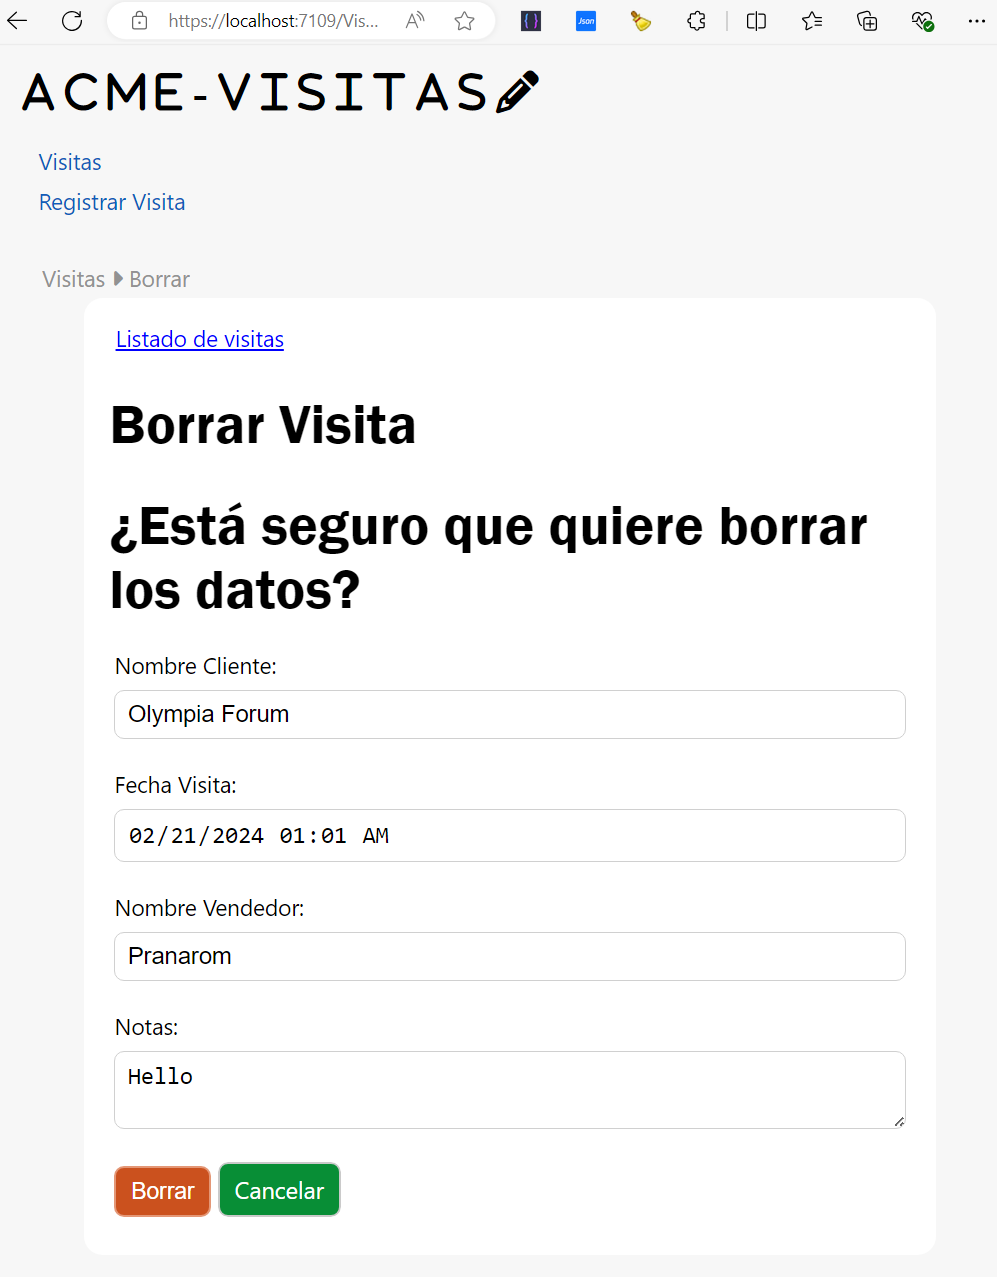 https://localhost:7109/Vis...
{}
Json
ACME-VISITAS
Visitas
Registrar Visita
Visitas Borrar
Listado de visitas
Borrar Visita
¿Está seguro que quiere borrar
los datos?
Nombre Cliente:
Olympia Forum
Fecha Visita:
02/21/2024 01:01 AM
Nombre Vendedor:
Pranarom
Notas:
Hello
Borrar Cancelar